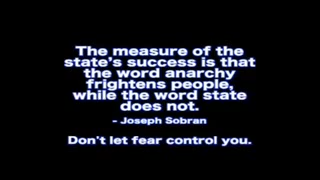 The measure of the
state's success is that
the word anarchy
frightens people,
while the word state
does not.
- Joseph Sobran
Don't let fear control you.